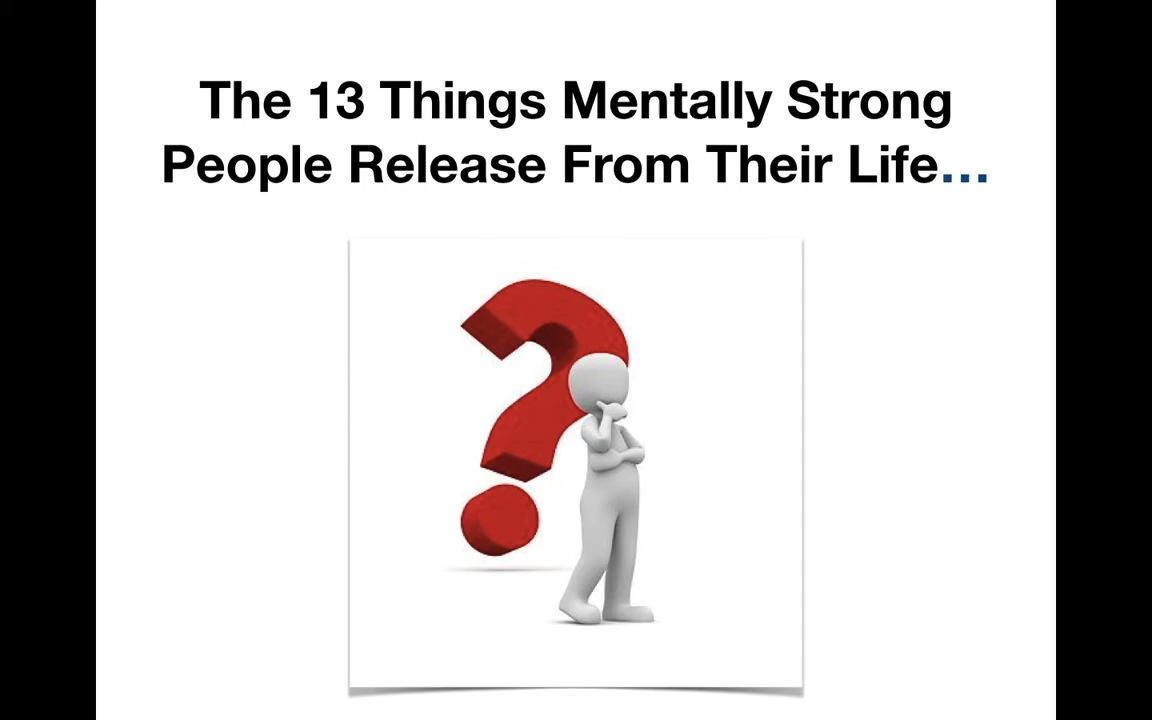 The 13 Things Mentally Strong
People Release From Their Life…